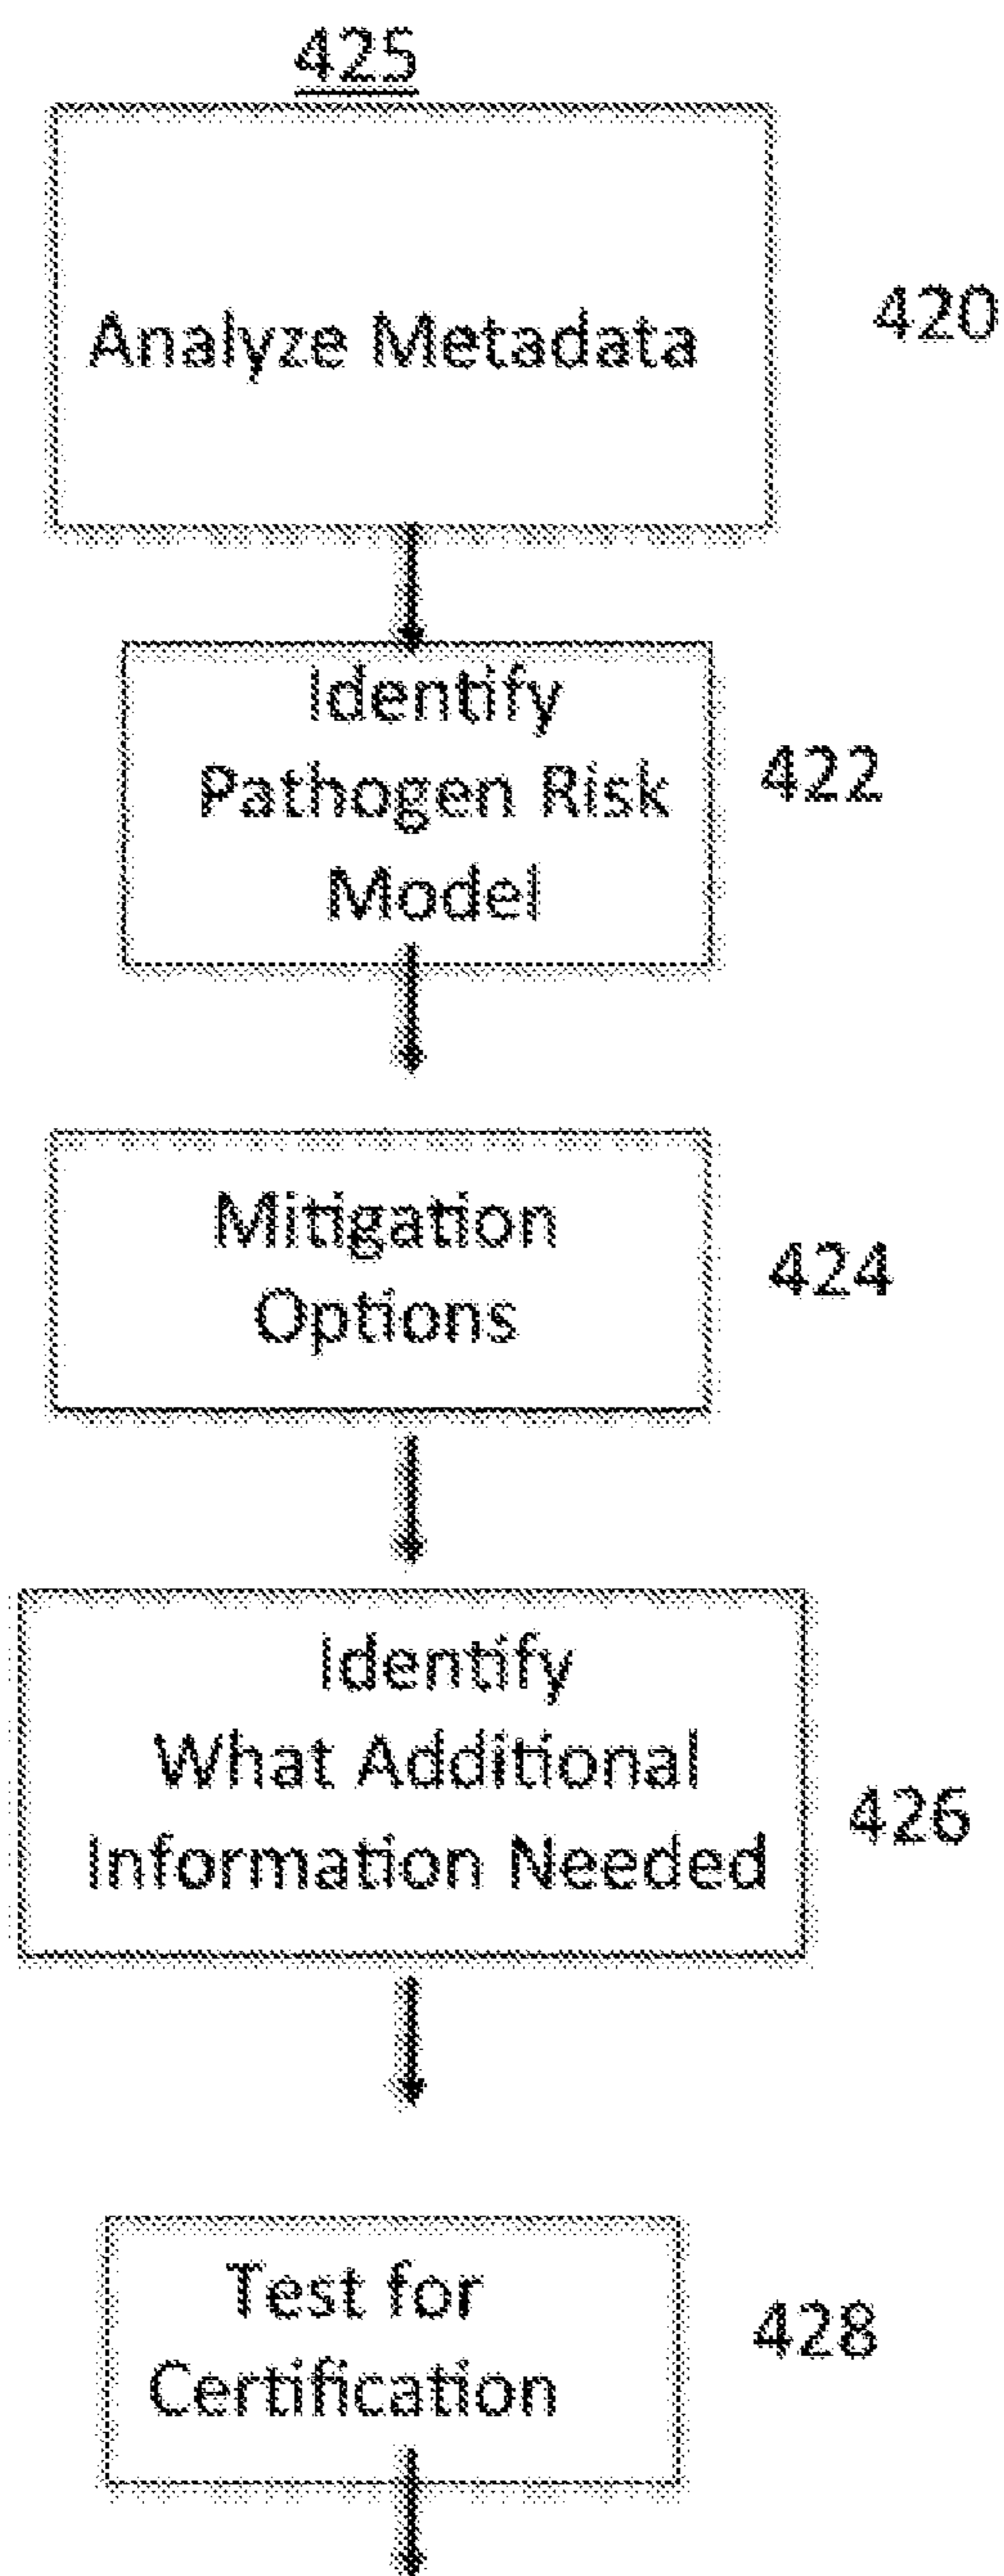 425
Analyze Metadata
420
Identify
Pathogen Risk
Model
422
Mitigation
Options
424
Identify
What Additional
Information Needed
426
Test for
Certification
428